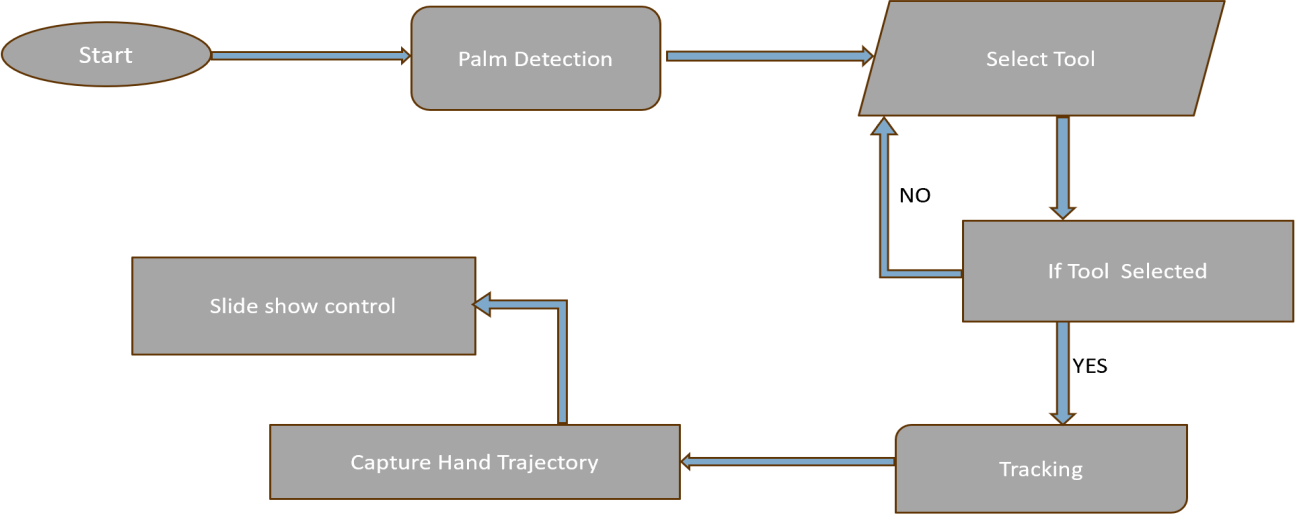 Start
Palm Detection
Select Tool
NO
If Tool  Selected
YES
Slide show control
Capture Hand Trajectory
Tracking